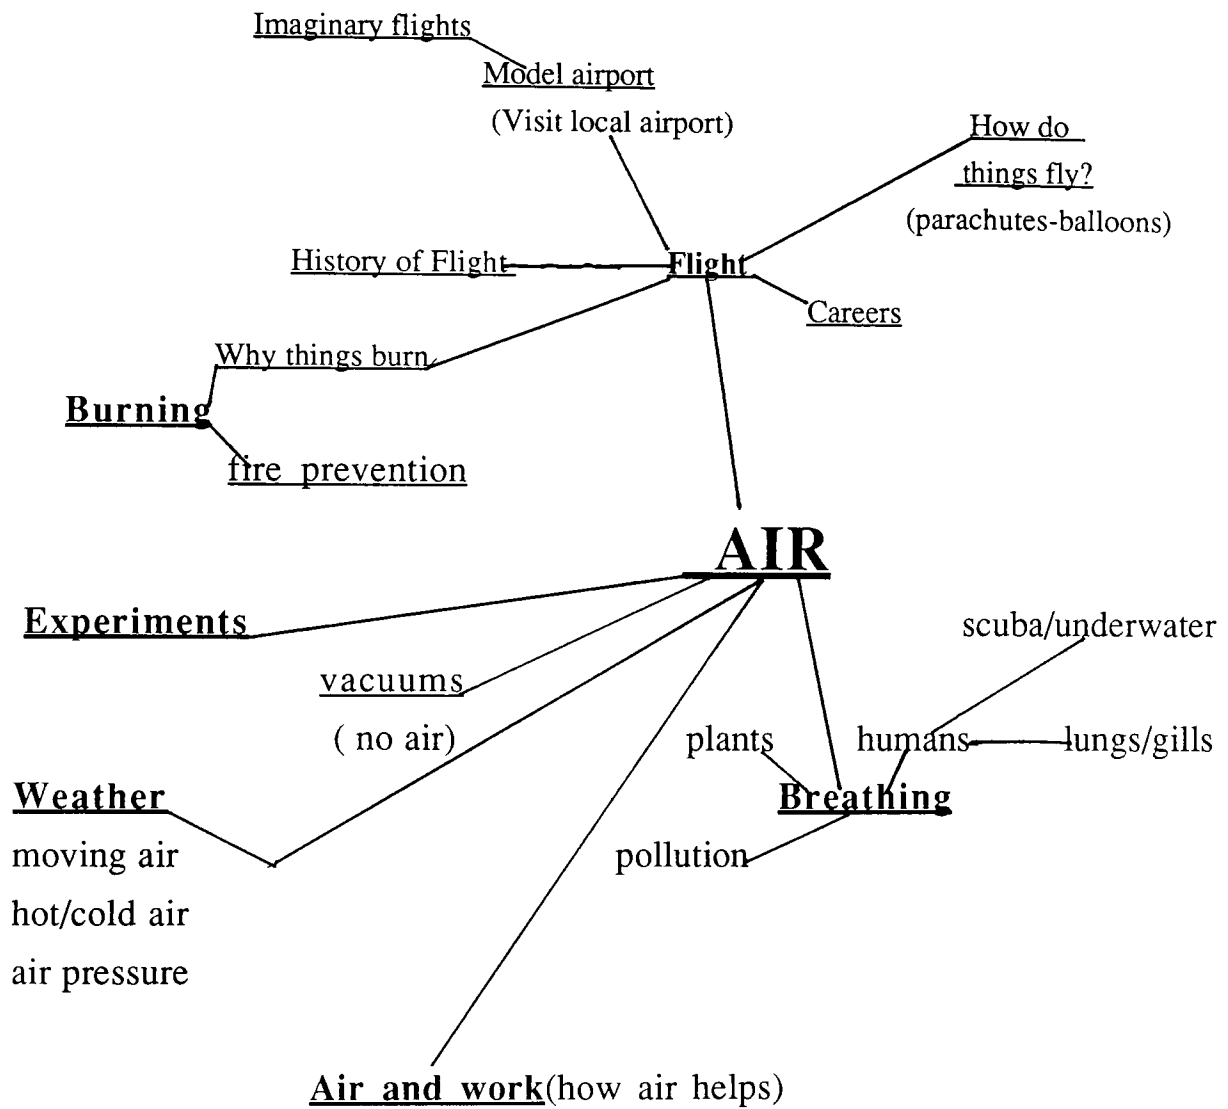 Imaginary flights
Model airport
(Visit local airport)
How do
things fly?
(parachutes-balloons)
History of Flight
Flight
Careers
Why things burn
Burning
fire prevention
AIR
Experiments
scuba/underwater
vacuums
( no air)
plants
humans
lungs/gills
Weather
Breathing
moving air
pollution
hot/cold air
air pressure
Air and work(how air helps)